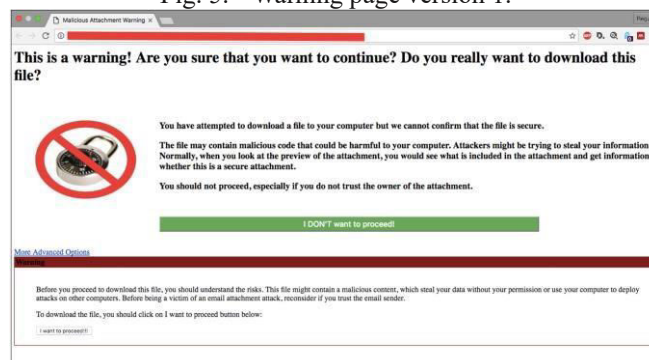 Fig. 5. Warning page version 1.
Malicious Attachment Warning
This is a warning! Are you sure that you want to continue? Do you really want to download this
file?
You have attempted to download a file to your computer but we cannot confirm that the file is secure.
The file may contain malicious code that could be harmful to your computer. Attackers might be trying to steal your information
Normally, when you look at the preview of the attachment, you would see what is included in the attachment and get information
whether this is a secure attachment.
You should not proceed, especially if you do not trust the owner of the attachment.
I DON'T want to proceed!
More Advanced Options
Warning
Before you proceed to download this file, you should understand the risks. This file might contain a malicious content, which steal your data without your permission or use your computer to deploy
attacks on other computers. Before being a victim of an email attachment attack, reconsider if you trust the email sender.
To download the file, you should click on I want to proceed button below:
I want to proceed!!!